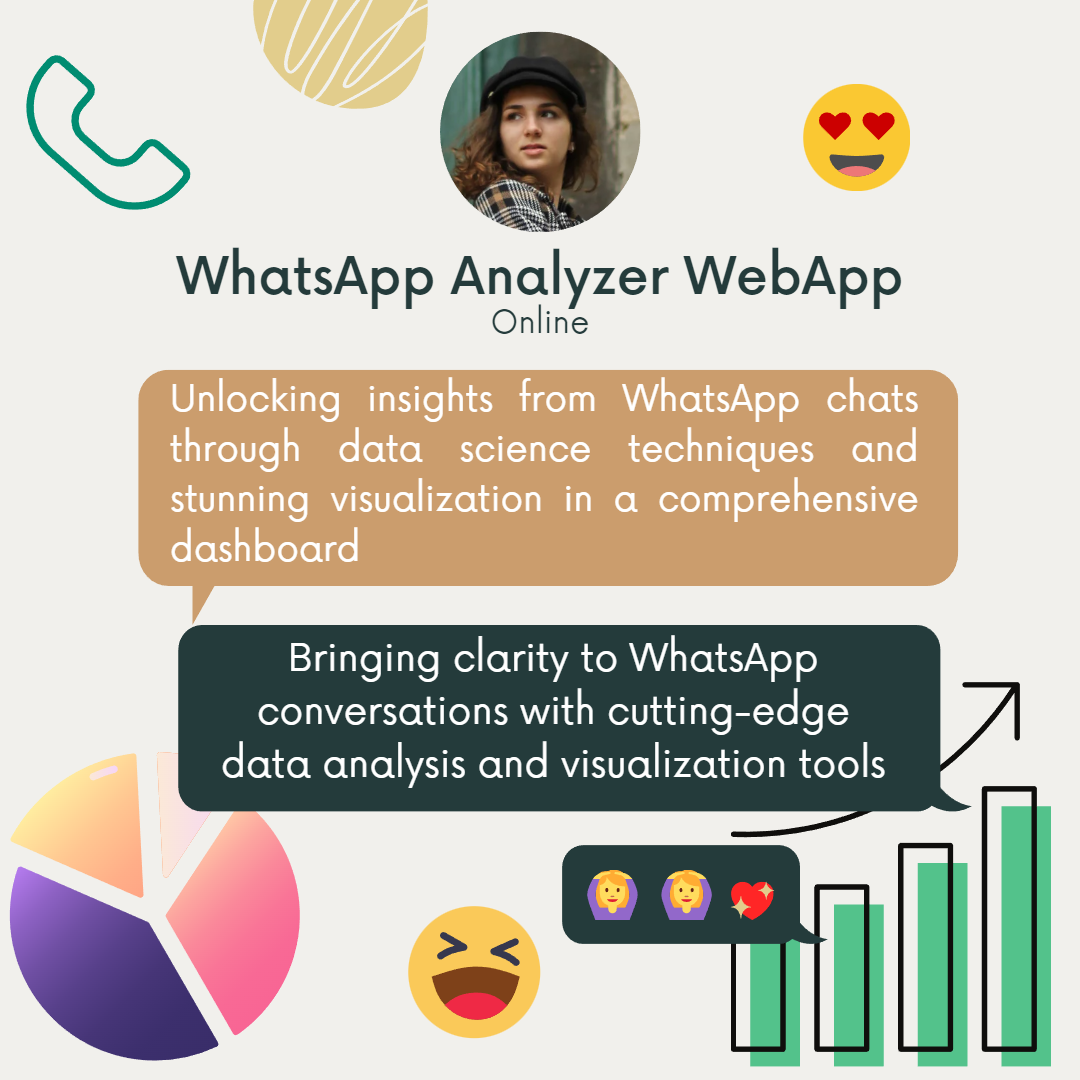 WhatsApp Analyzer WebApp
Online
Unlocking insights from WhatsApp chats
through data science techniques and
stunning visualization in a comprehensive
dashboard
Bringing clarity to WhatsApp
conversations with cutting-edge
data analysis and visualization tools